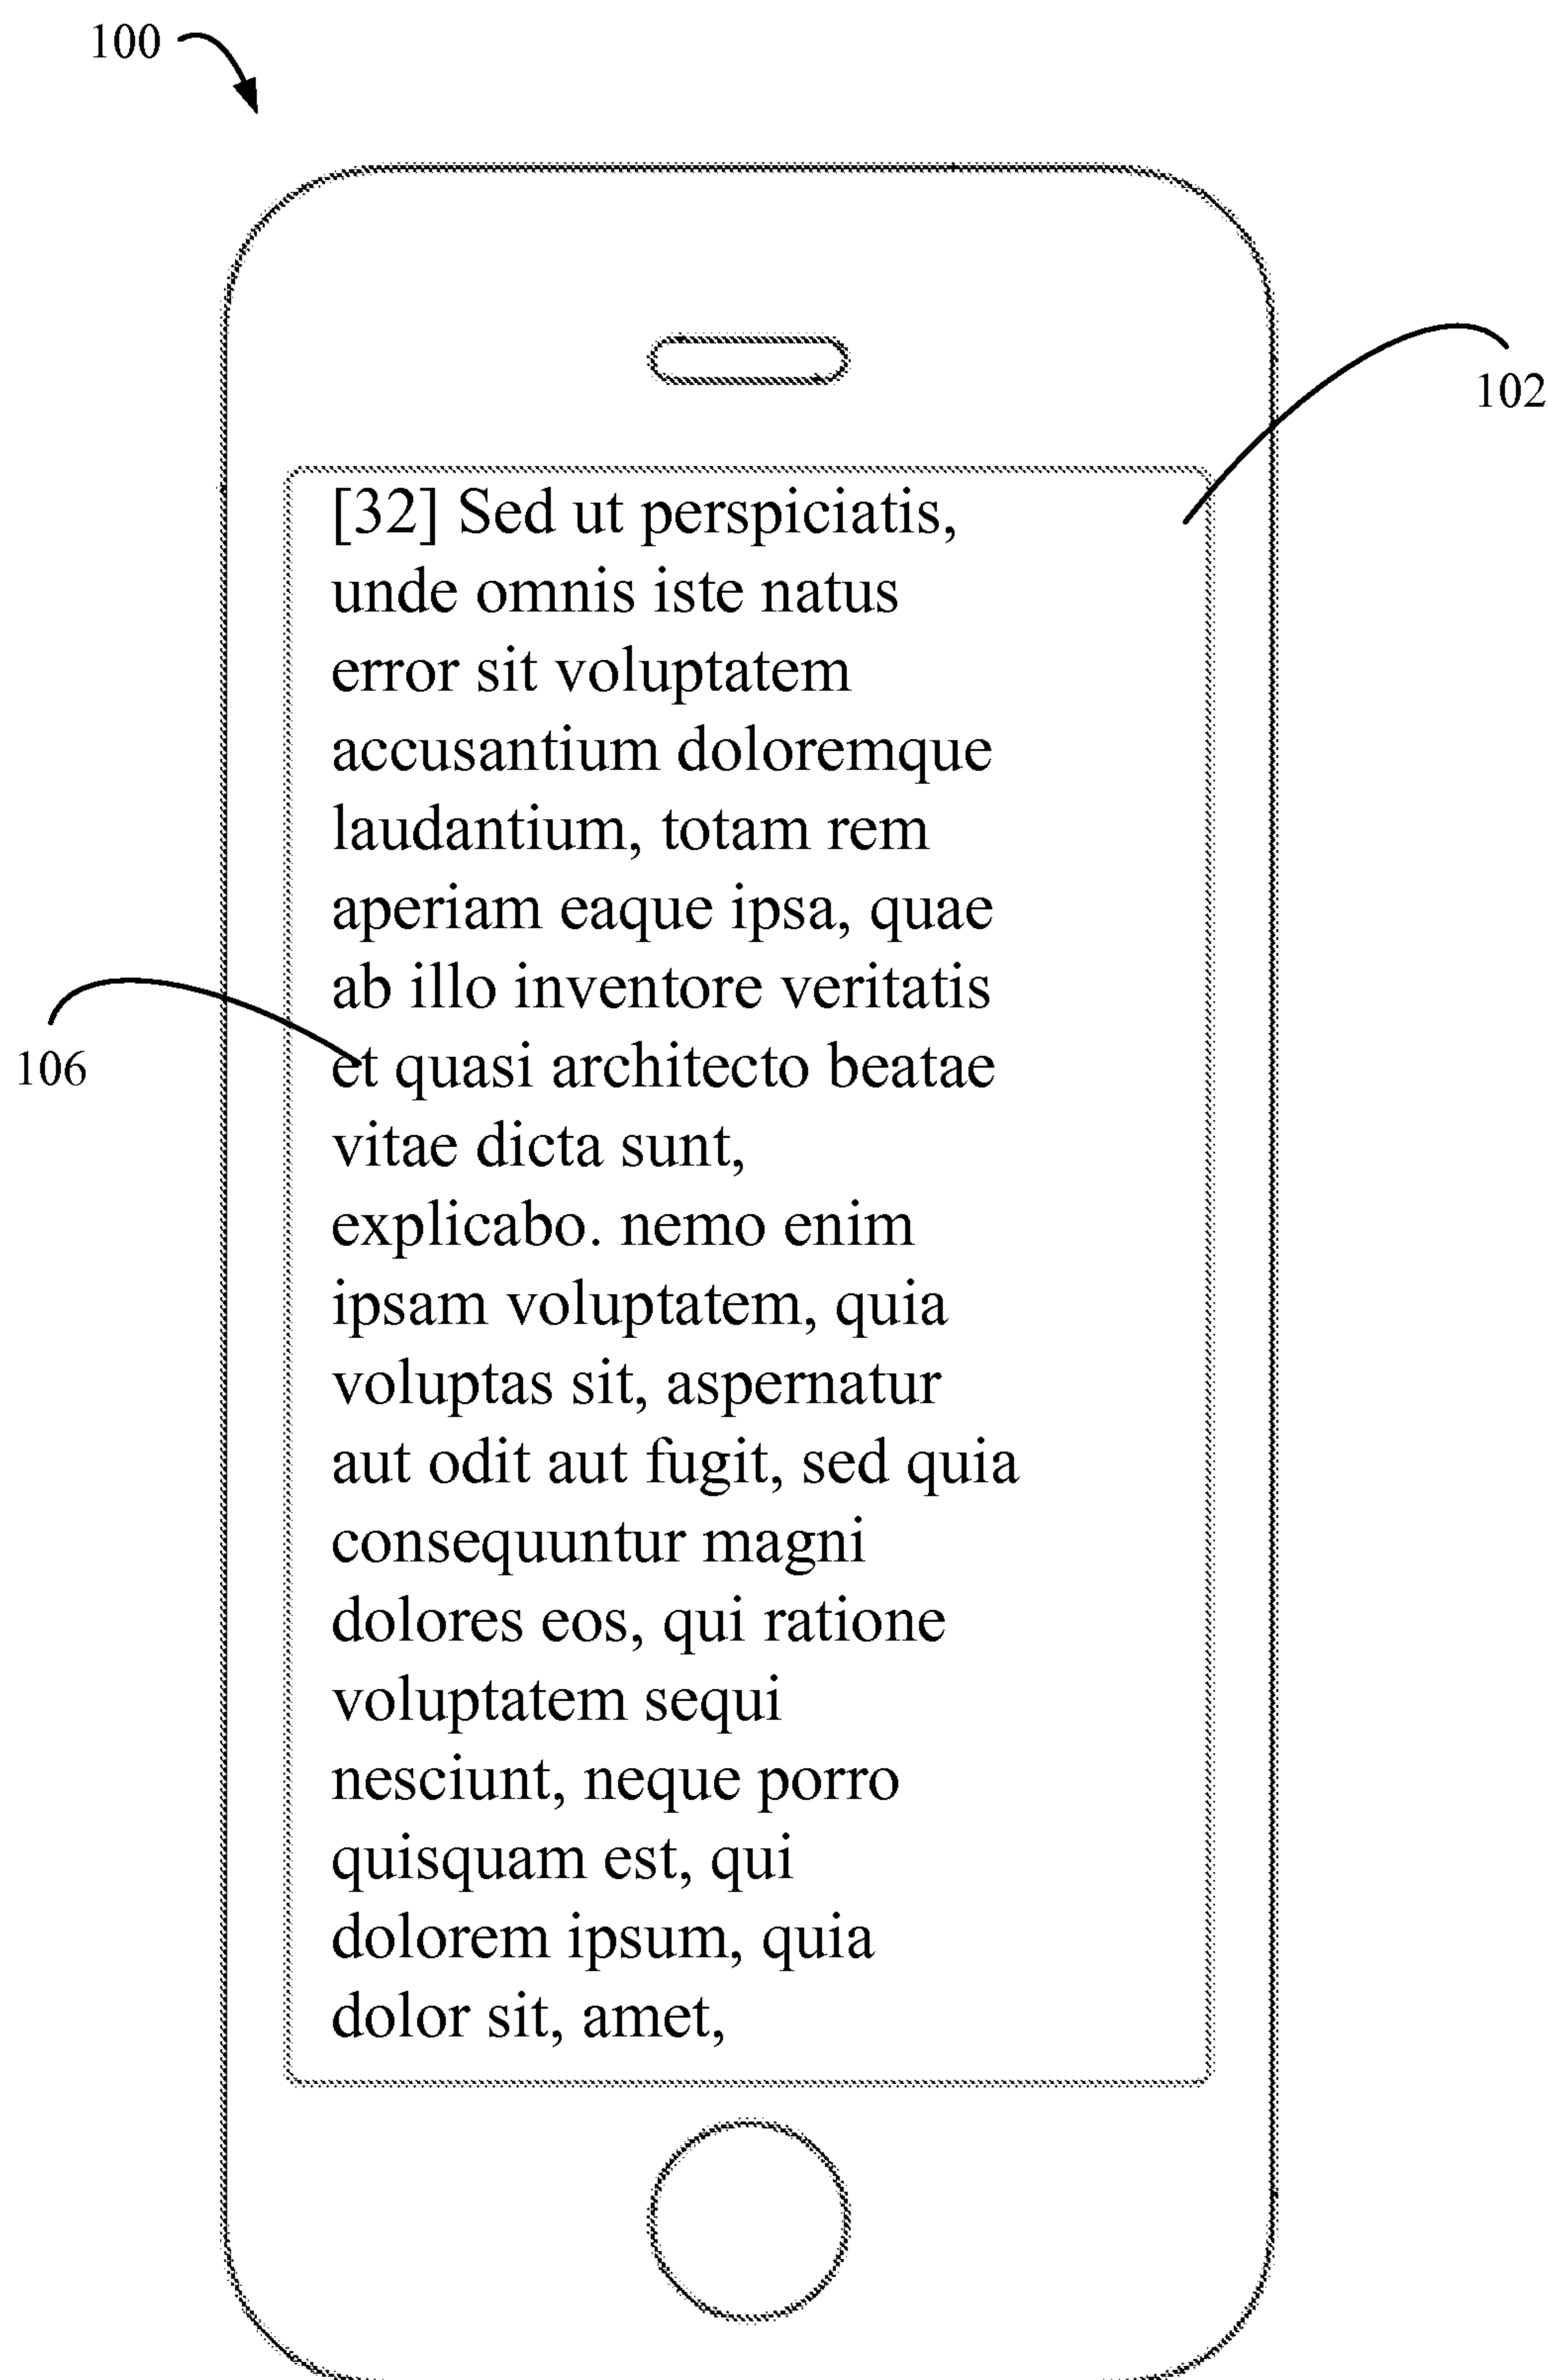 100
102
[32] Sed ut perspiciatis,
unde omnis iste natus
error sit voluptatem
accusantium doloremque
laudantium, totam rem
aperiam eaque ipsa, quae
ab illo inventore veritatis
et quasi architecto beatae
106
vitae dicta sunt,
explicabo. nemo enim
ipsam voluptatem, quia
voluptas sit, aspernatur
aut odit aut fugit, sed quia
consequuntur magni
dolores eos, qui ratione
voluptatem sequi
nesciunt, neque porro
quisquam est, qui
dolorem ipsum, quia
dolor sit, amet,